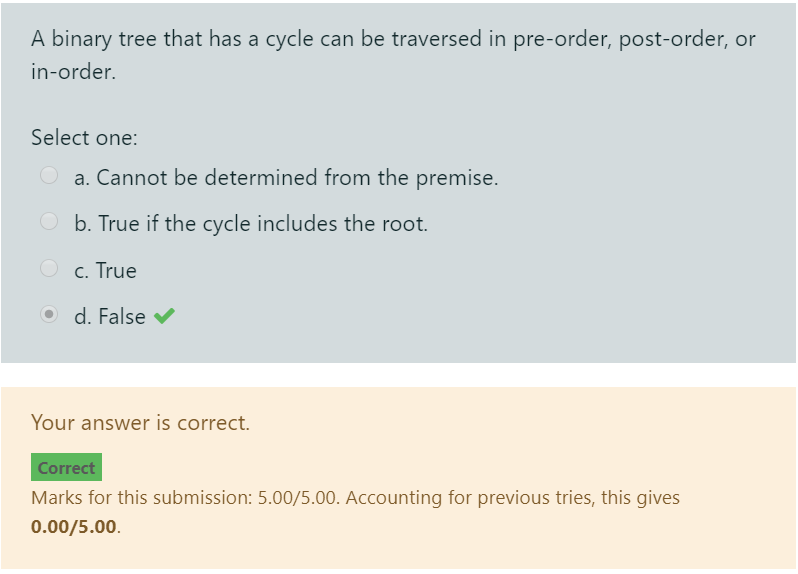 A binary tree that has a cycle can be traversed in pre-order, post-order, or
in-order.
Select one:
a. Cannot be determined from the premise.
b. True if the cycle includes the root.
c. True
d. False
Your answer is correct.
Correct
Marks for this submission: 5.00/5.00. Accounting for previous tries, this gives
0.00/5.00.